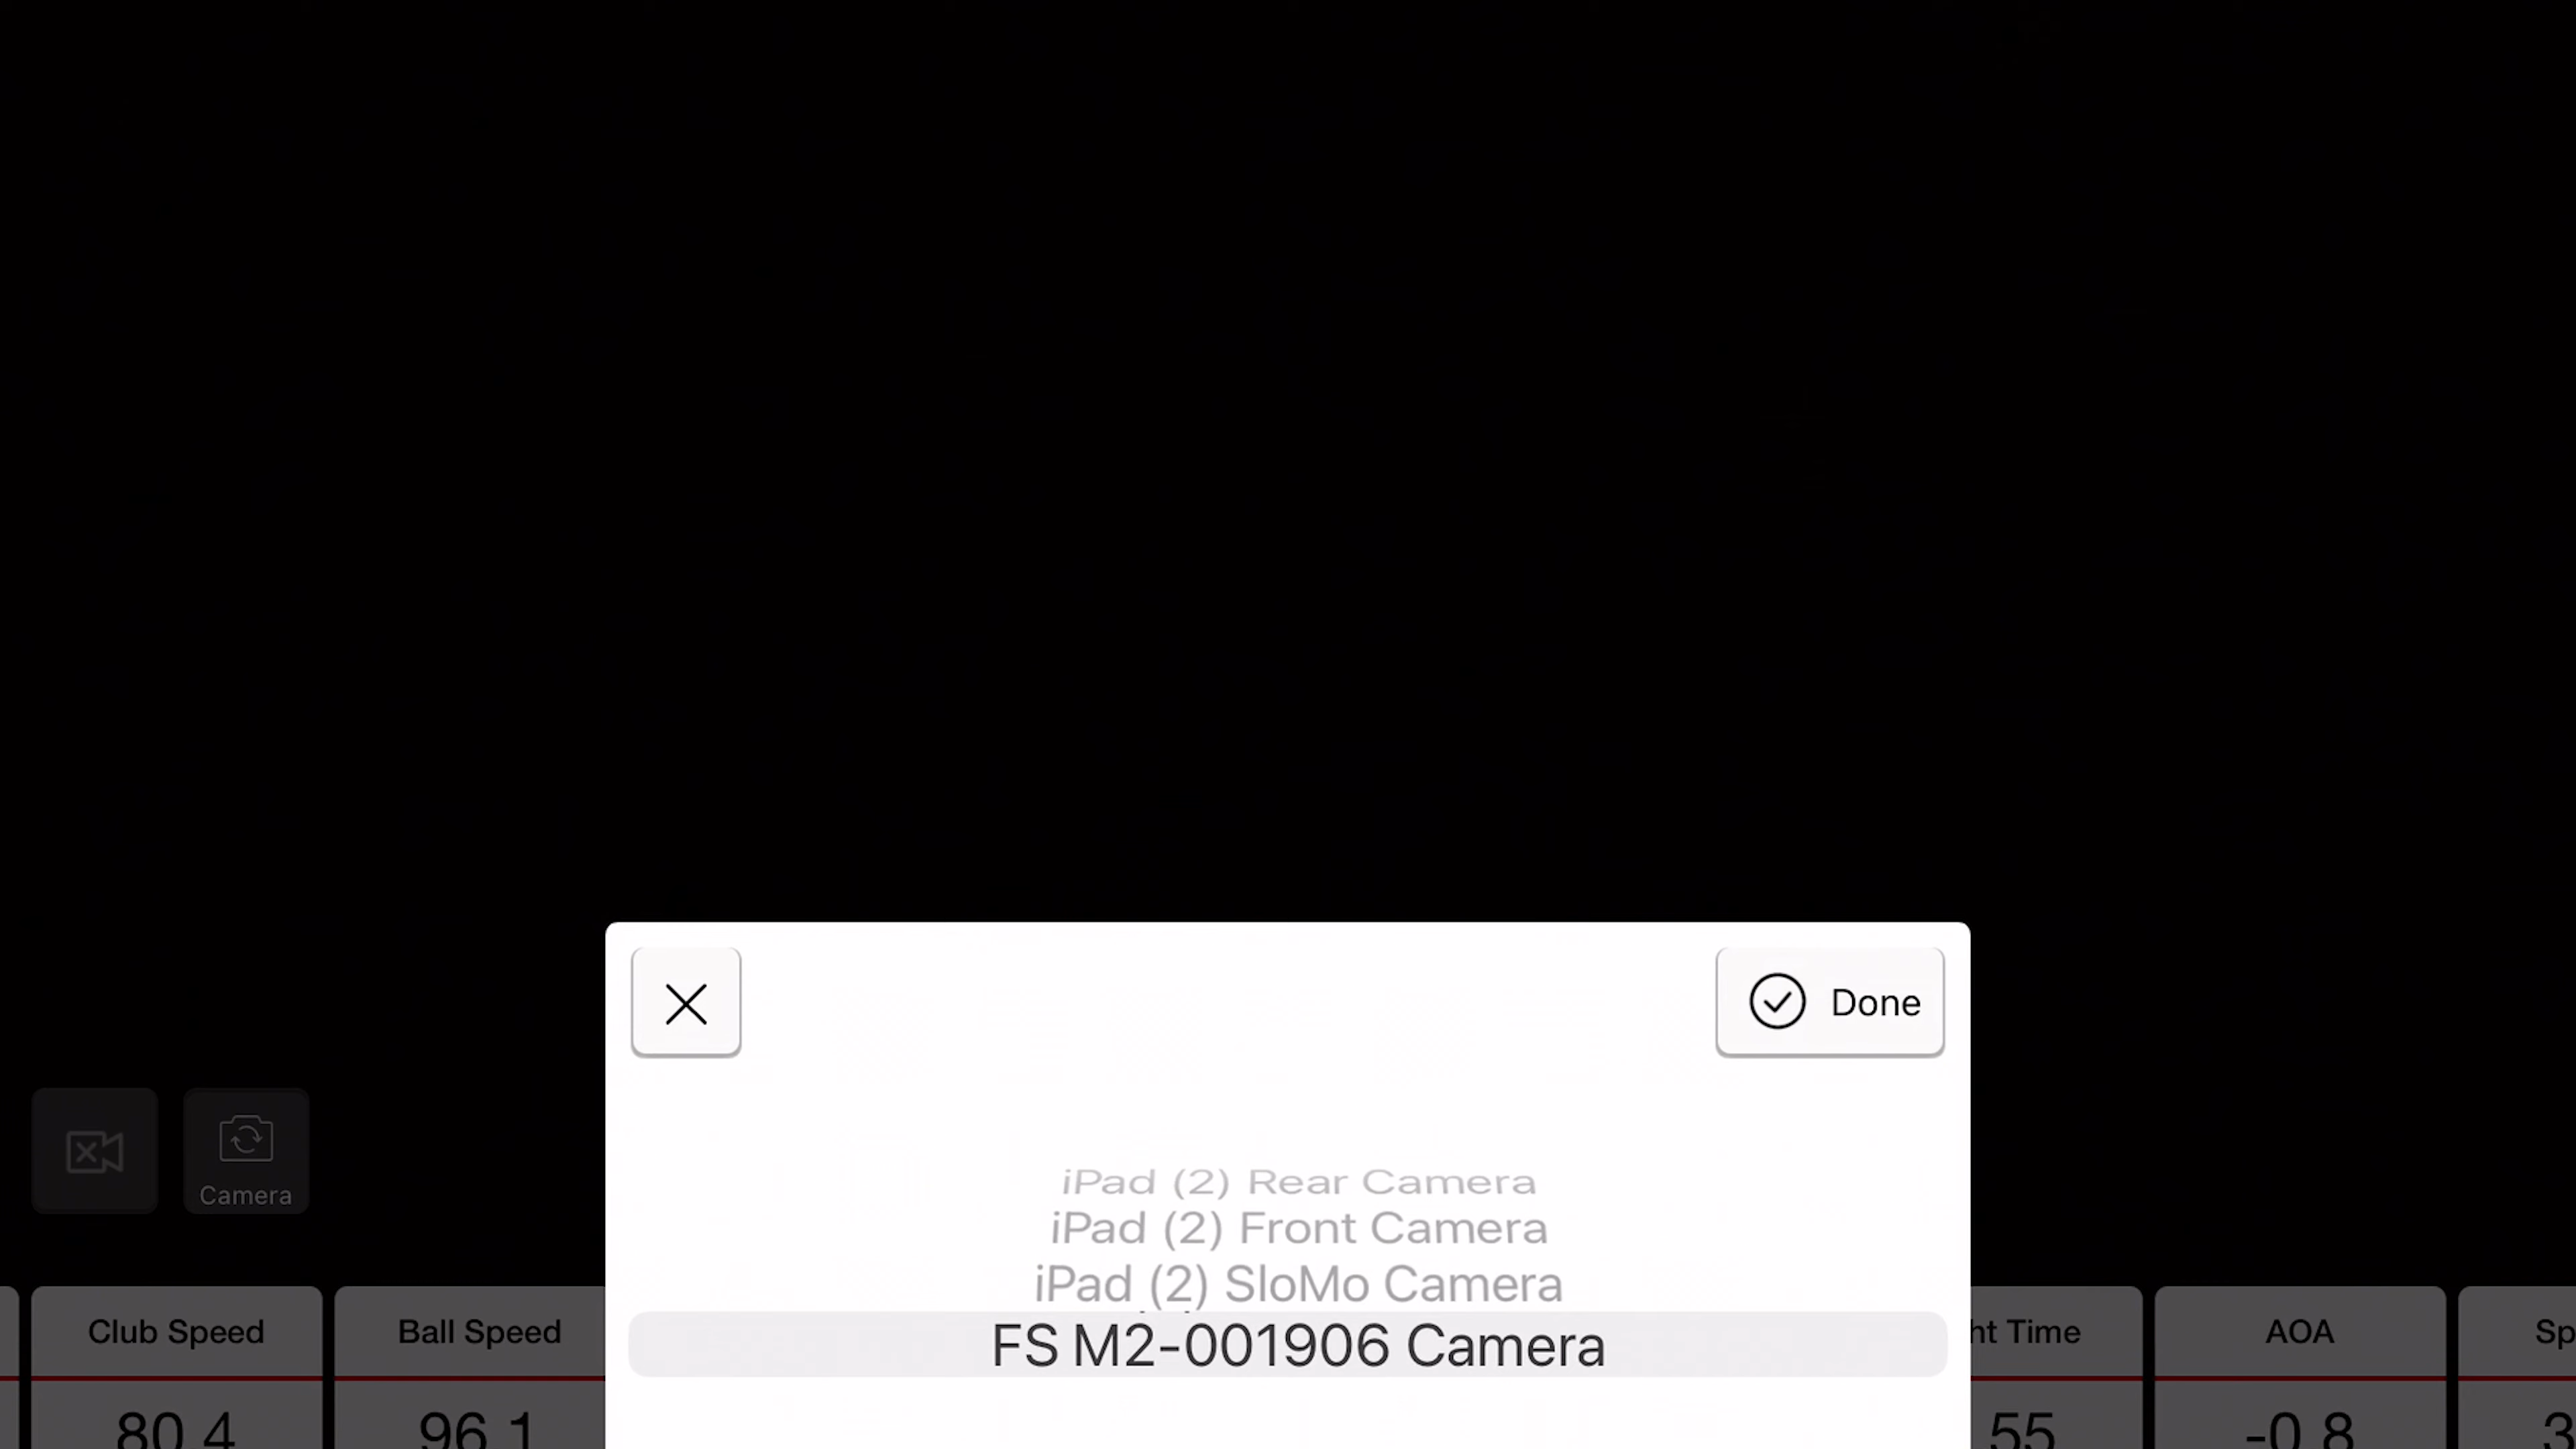 Done
iPad (2) Rear Camera
iPad (2) Front Camera
iPad (2) SloMo Camera
FS M2-001906 Camera
Camera
Club Speed
Ball Speed
ht Time
AOA
Sp
80.4
96.1
55
-0.8
3